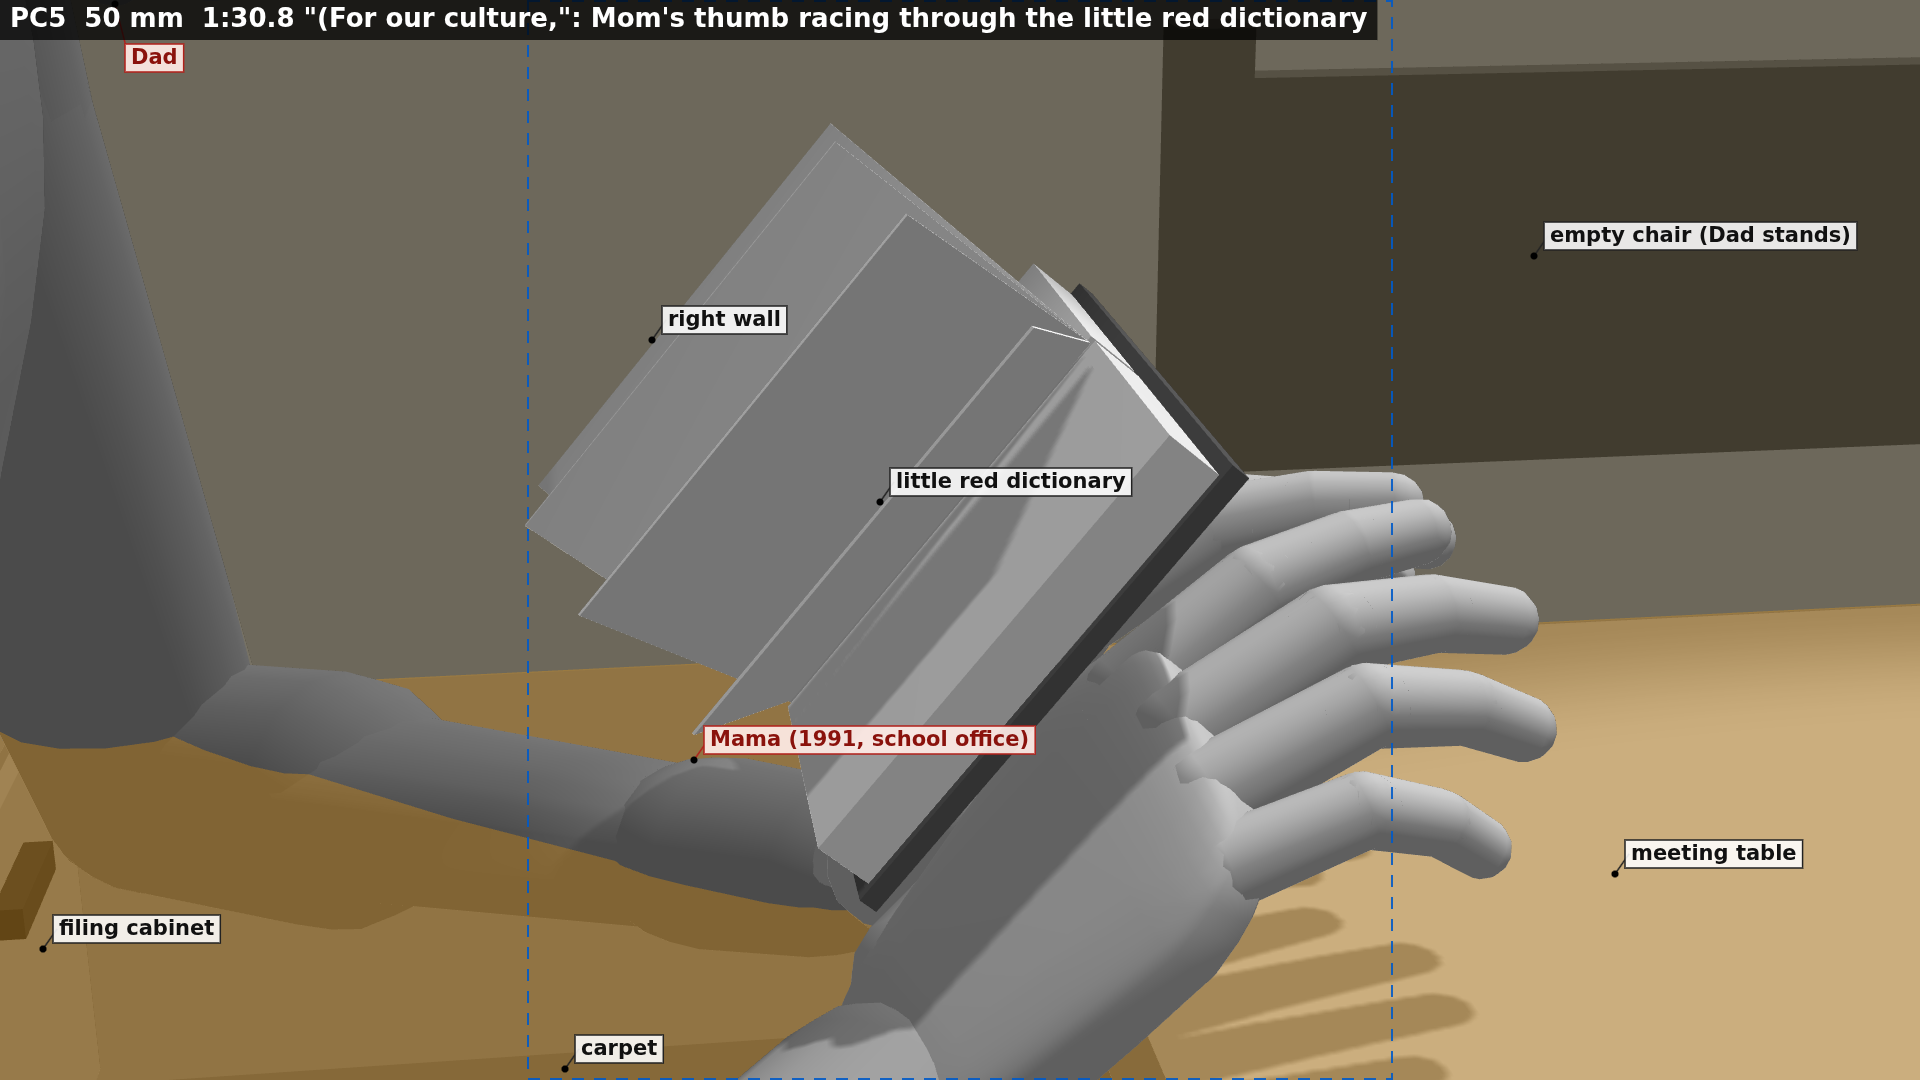 PC5  50 mm  1:30.8 "(For our culture,": Mom's thumb racing through the little red dictionary
Dad
empty chair (Dad stands)
right wall
little red dictionary
Mama (1991, school office)
meeting table
filing cabinet
carpet